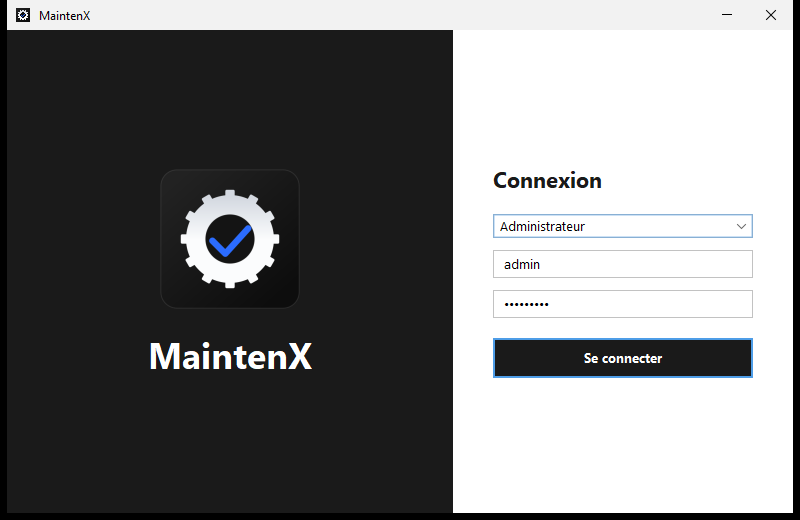 MaintenX
MaintenX
Connexion
Administrateur
admin
•••••••••
Se connecter